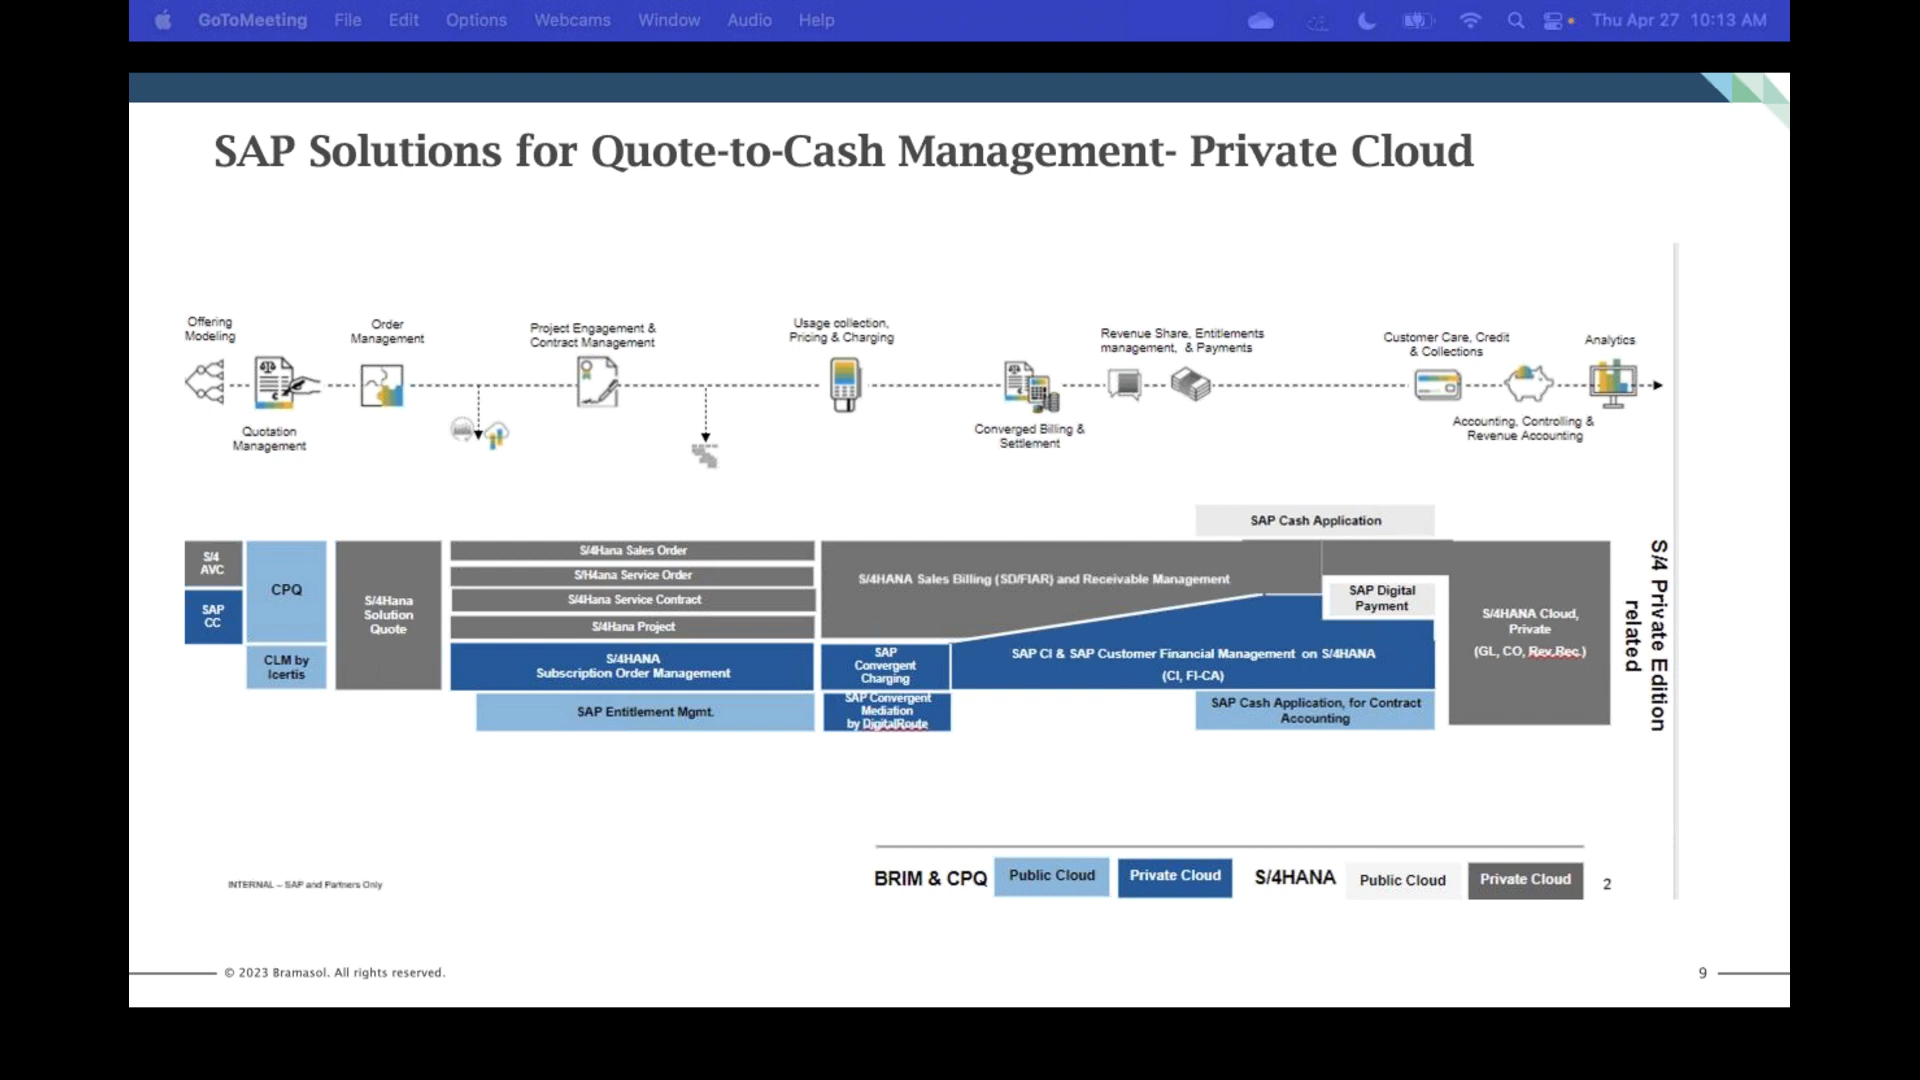 GoToMeeting File Edit Options Webcams Window Audio Help Thu Apr 27 10:13 AM
SAP Solutions for Quote-to-Cash Management- Private Cloud
Offering
Modeling
Quotation
Management
Order
Management
Project Engagement &
Contract Management
Usage collection,
Pricing & Charging
Converged Billing &
Settlement
Revenue Share, Entitlements
management, & Payments
Customer Care, Credit
& Collections
Accounting, Controlling &
Revenue Accounting
Analytics
SAP Cash Application
S/4
AVC
SAP
CC
CPQ
CLM by
Icertis
S/4Hana
Solution
Quote
S/4Hana Sales Order
S/H4ana Service Order
S/4Hana Service Contract
S/4Hana Project
S/4HANA
Subscription Order Management
SAP Entitlement Mgmt.
S/4HANA Sales Billing (SD/FIAR) and Receivable Management
SAP
Convergent
Charging
SAP Convergent
Mediation
by DigitalRoute
SAP CI & SAP Customer Financial Management on S/4HANA
(CI, FI-CA)
SAP Digital
Payment
SAP Cash Application, for Contract
Accounting
S/4HANA Cloud,
Private
(GL, CO, Rev.Rec.)
S/4 Private Edition
related
BRIM & CPQ Public Cloud Private Cloud S/4HANA Public Cloud Private Cloud 2
INTERNAL – SAP and Partners Only
© 2023 Bramasol. All rights reserved.
9